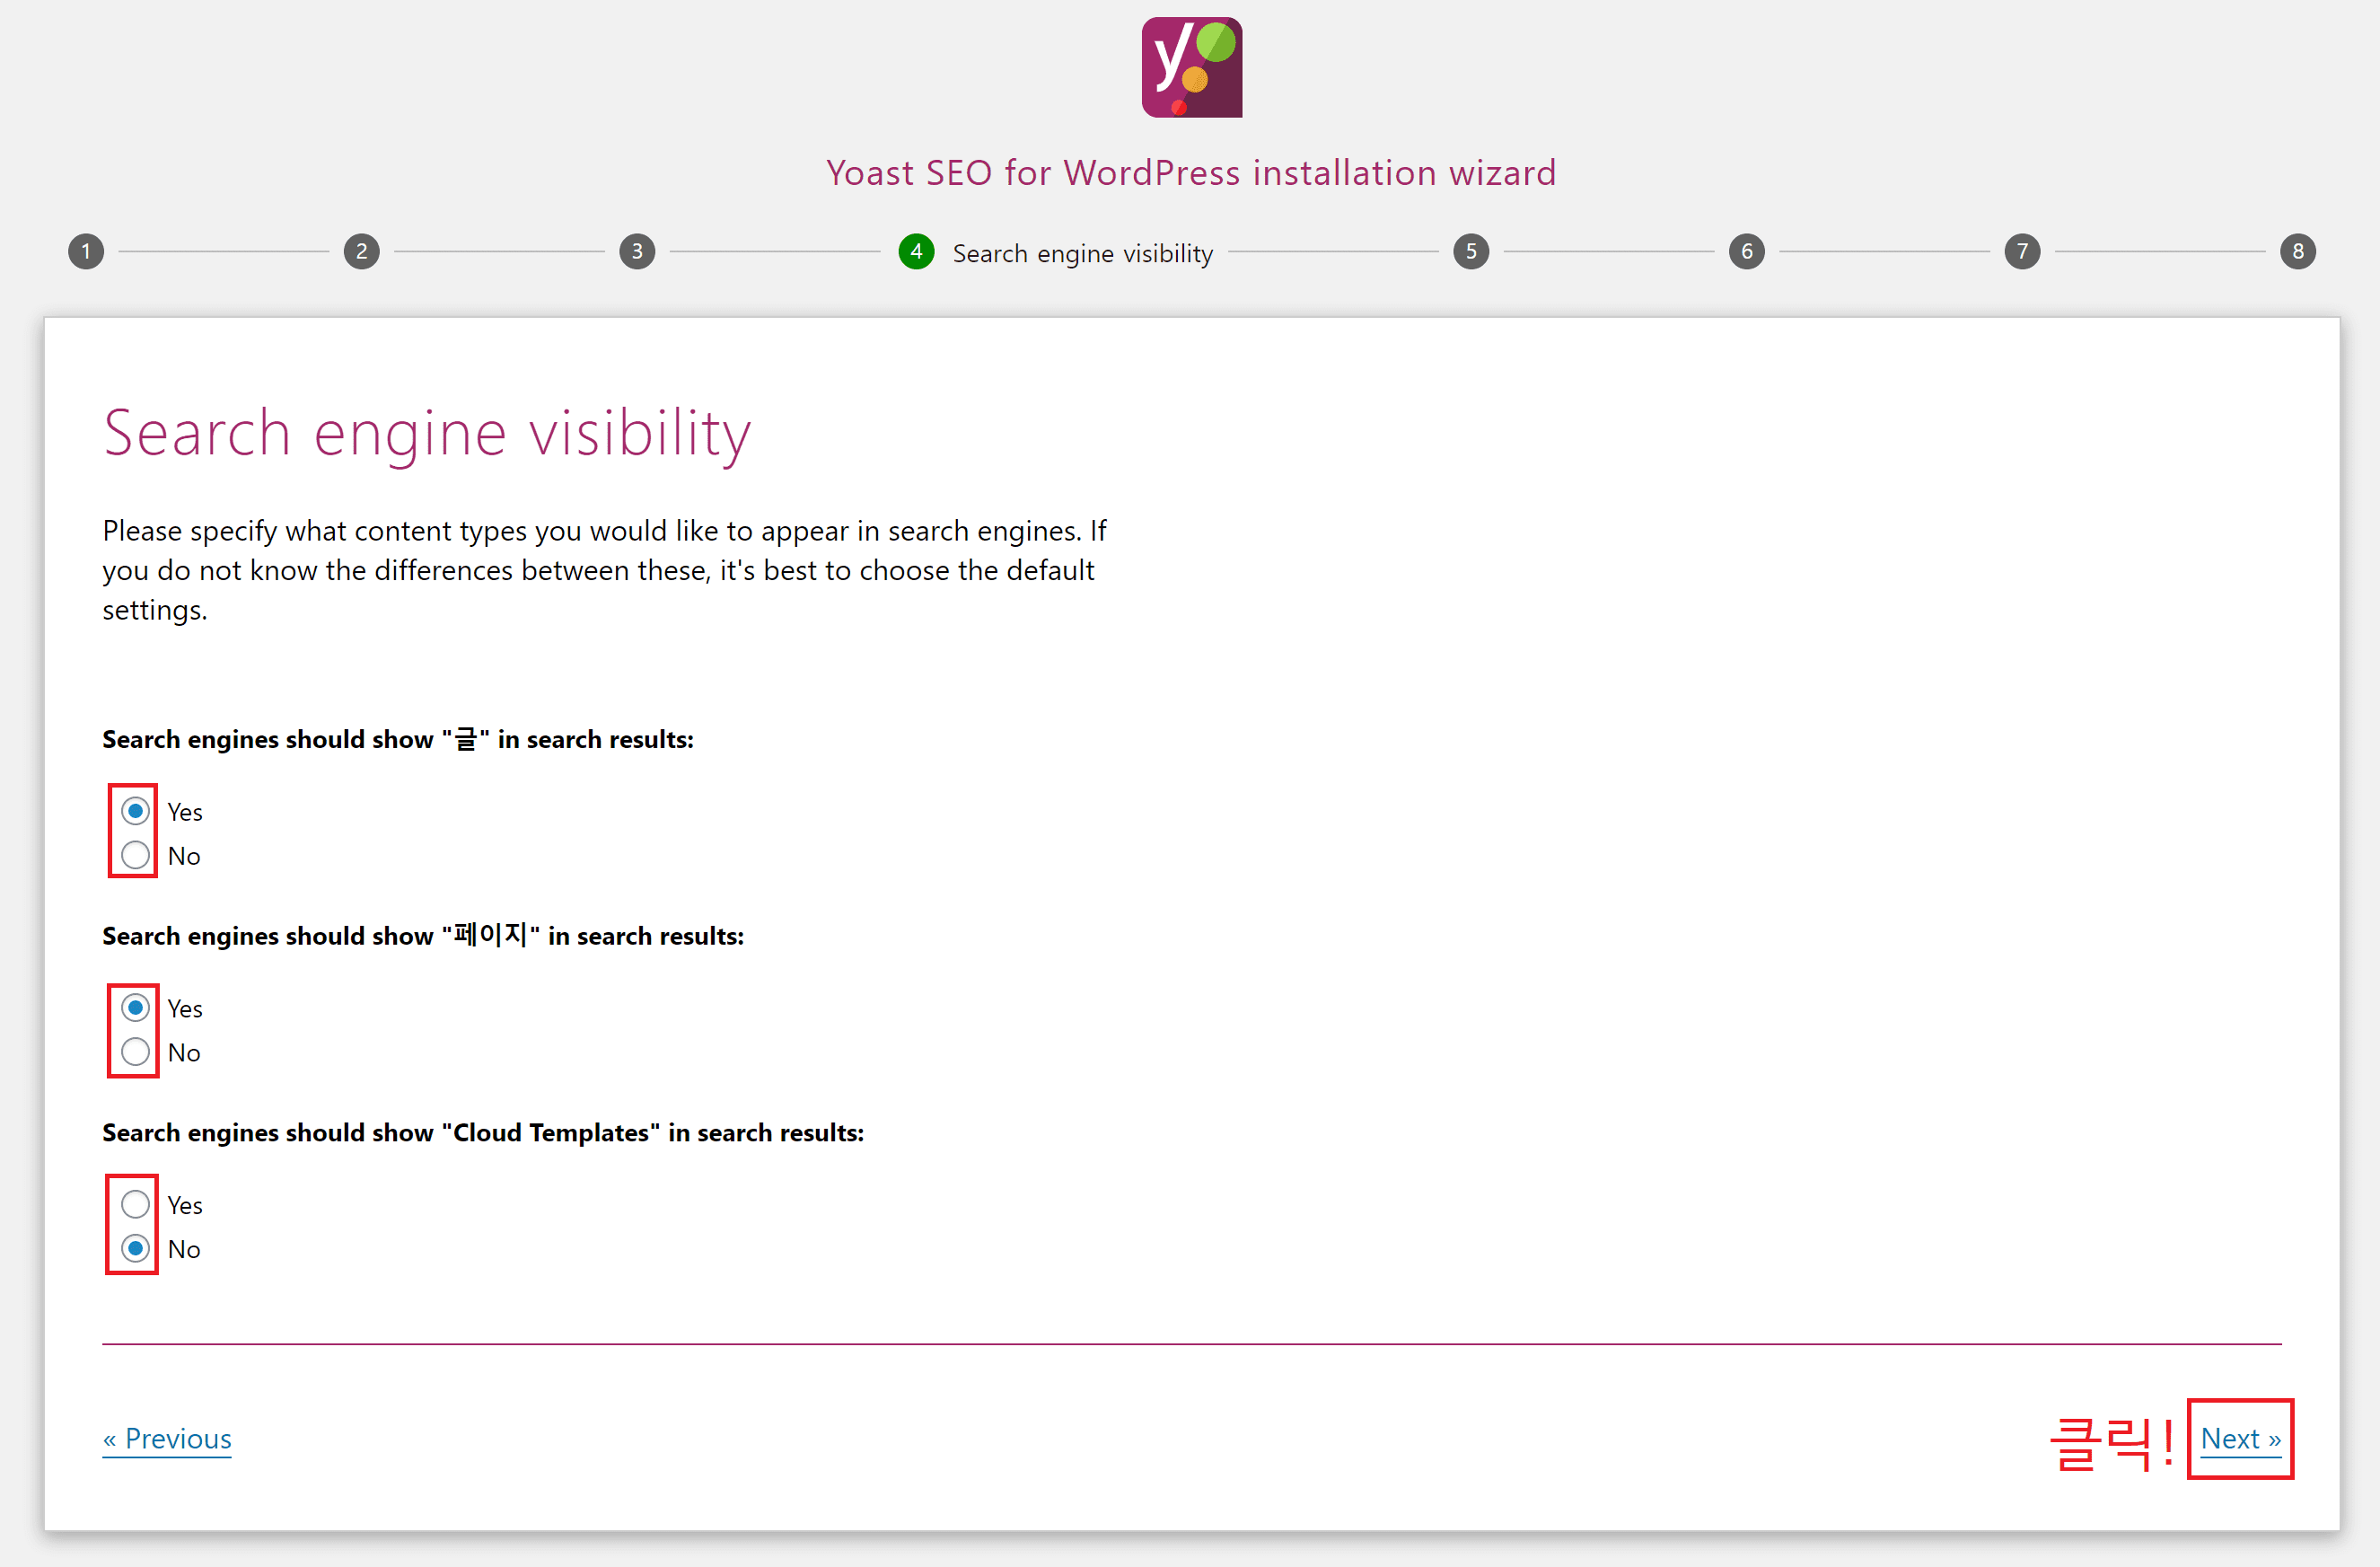 y
Yoast SEO for WordPress installation wizard
1 2 3 4 Search engine visibility 5 6 7 8
Search engine visibility
Please specify what content types you would like to appear in search engines. If
you do not know the differences between these, it's best to choose the default
settings.
Search engines should show "글" in search results:
Yes
No
Search engines should show "페이지" in search results:
Yes
No
Search engines should show "Cloud Templates" in search results:
Yes
No
« Previous
클릭!
Next »